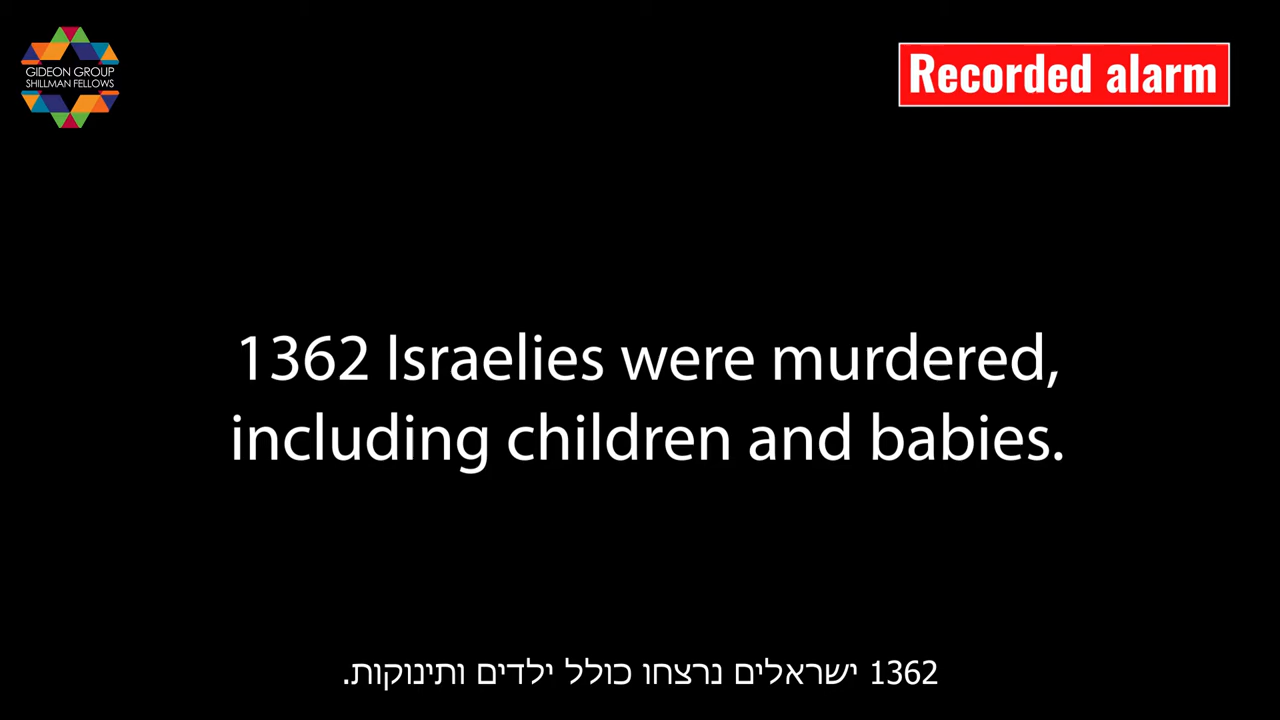 GIDEON GROUP
SHILLMAN FELLOWS
Recorded alarm
1362 Israelies were murdered,
including children and babies.
1362 ישראלים נרצחו כולל ילדים ותינוקות.